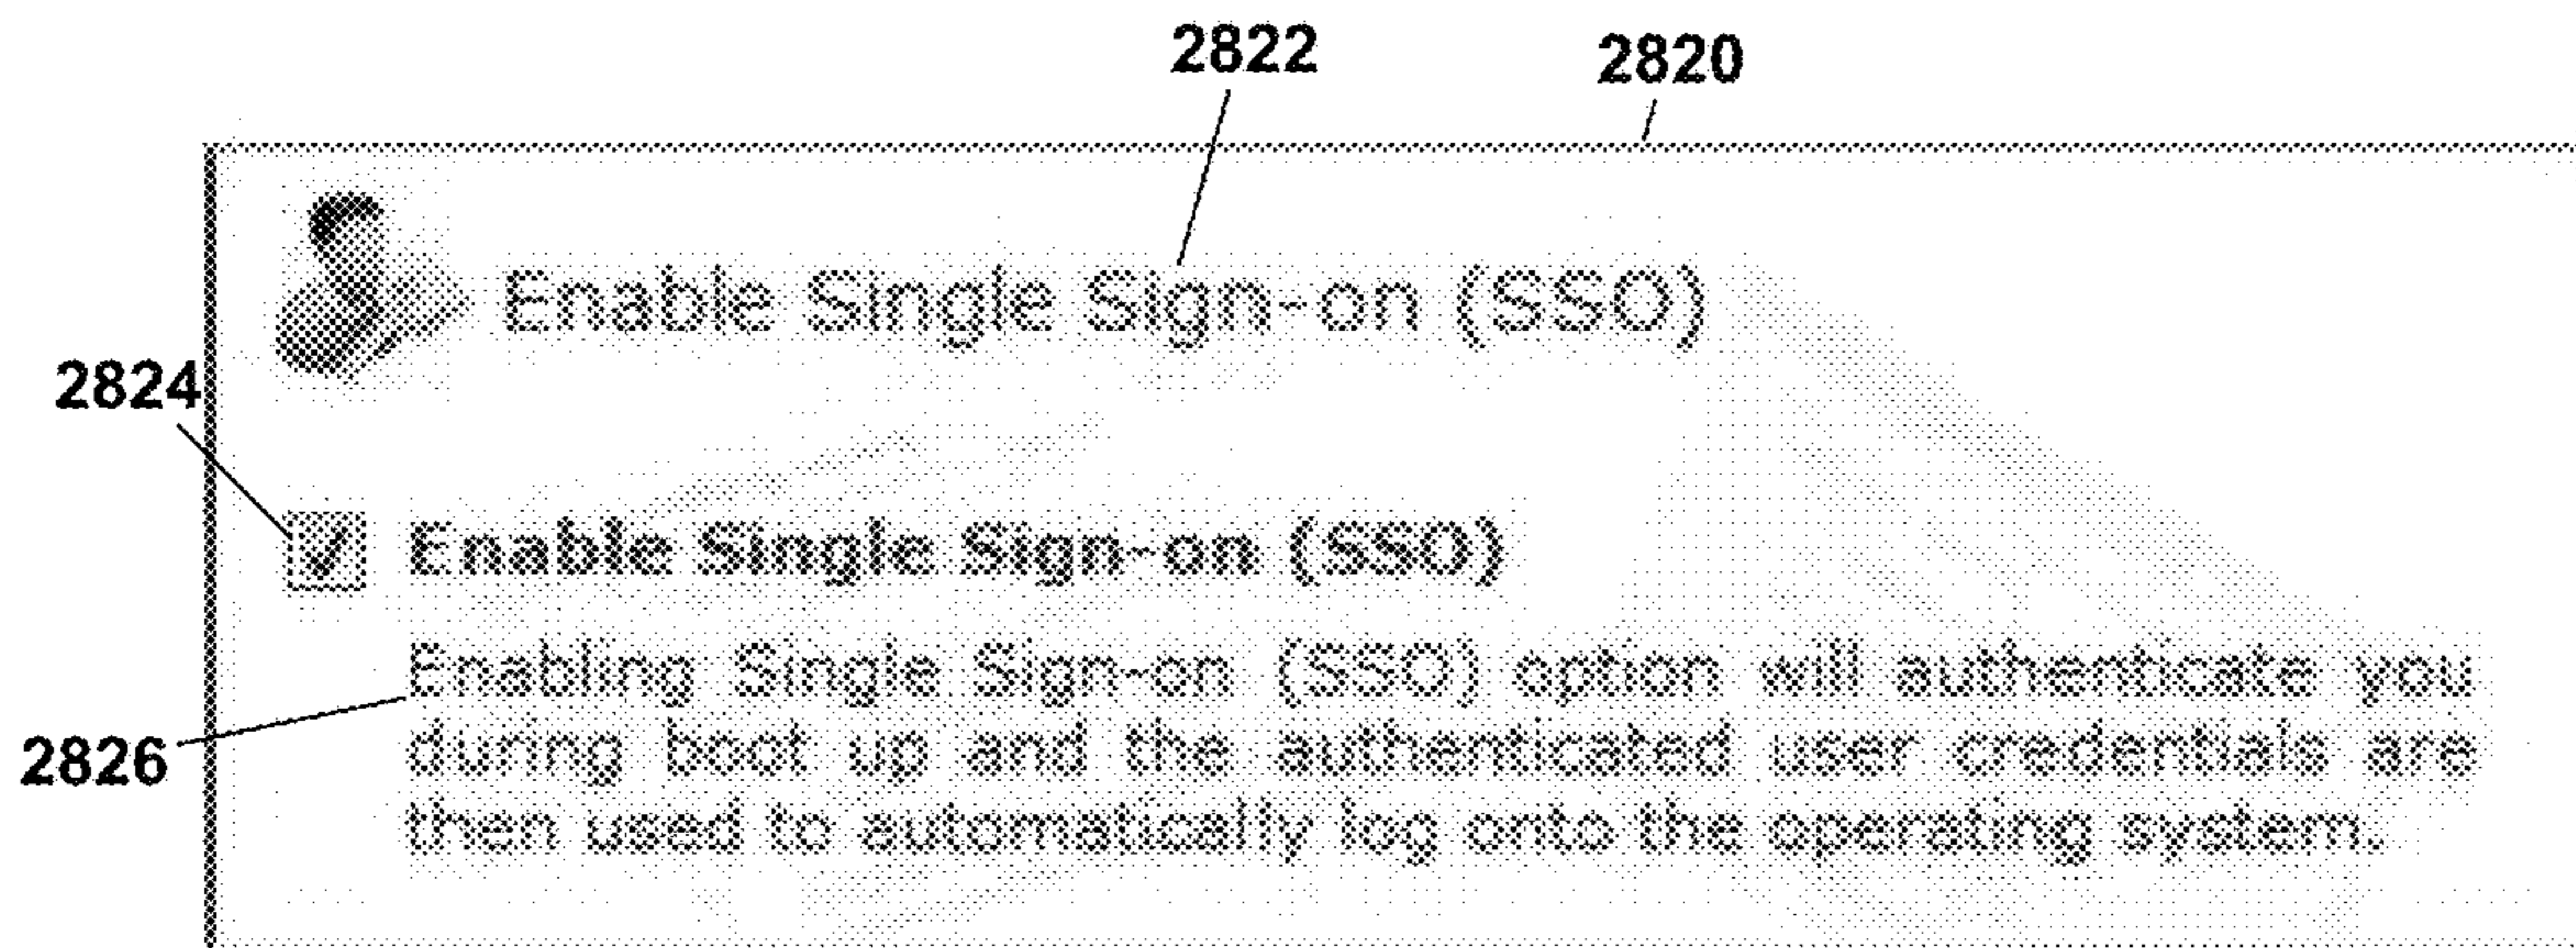 2822 2820
Enable Single Sign-on (SSO)
2824
Enable Single Sign-on (SSO)
Enabling Single Sign-on (SSO) option will authenticate you
2826
during boot up and the authenticated user credentials are
then used to automatically log onto the operating system.